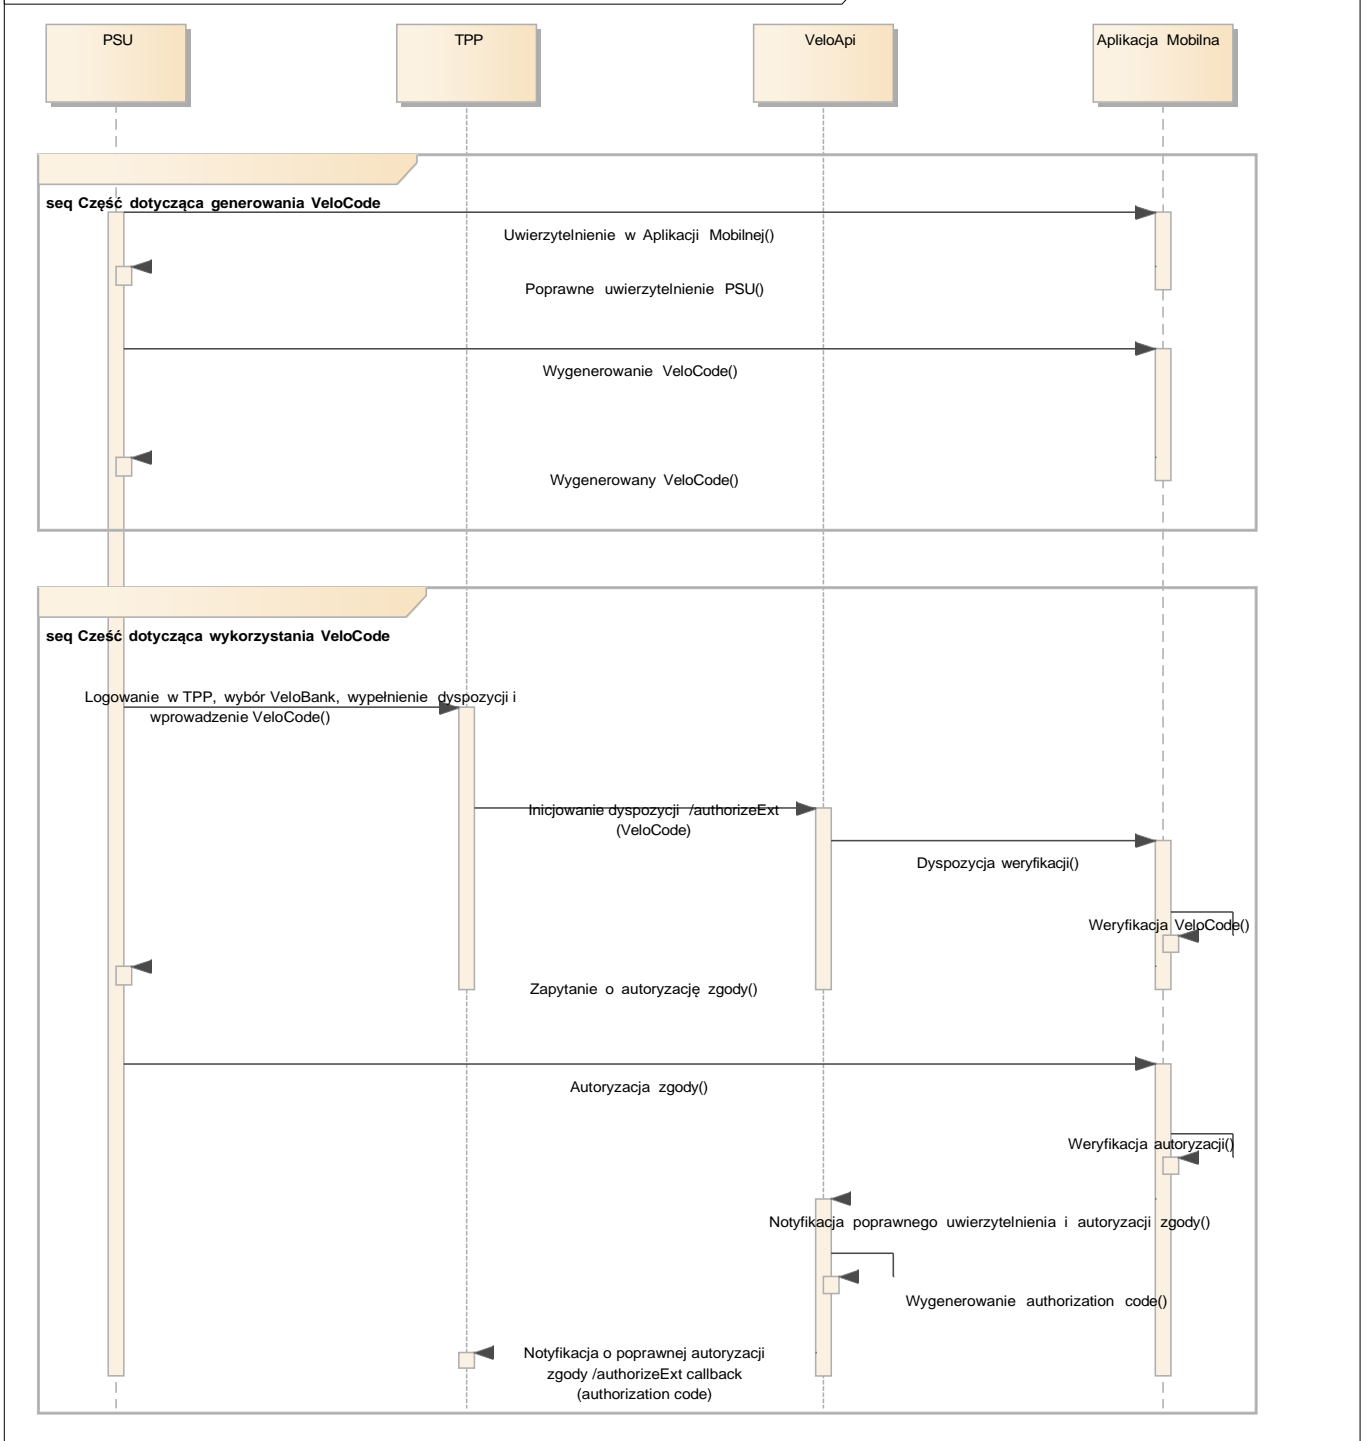 PSU
TPP
VeloApi
Aplikacja Mobilna
seq Część dotycząca generowania VeloCode
Uwierzytelnienie w Aplikacji Mobilnej()
Poprawne uwierzytelnienie PSU()
Wygenerowanie VeloCode()
Wygenerowany VeloCode()
seq Cześć dotycząca wykorzystania VeloCode
Logowanie w TPP, wybór VeloBank, wypełnienie dyspozycji i
wprowadzenie VeloCode()
Inicjowanie dyspozycji /authorizeExt
(VeloCode)
Dyspozycja weryfikacji()
Weryfikacja VeloCode()
Zapytanie o autoryzację zgody()
Autoryzacja zgody()
Weryfikacja autoryzacji()
Notyfikacja poprawnego uwierzytelnienia i autoryzacji zgody()
Wygenerowanie authorization code()
Notyfikacja o poprawnej autoryzacji
zgody /authorizeExt callback
(authorization code)